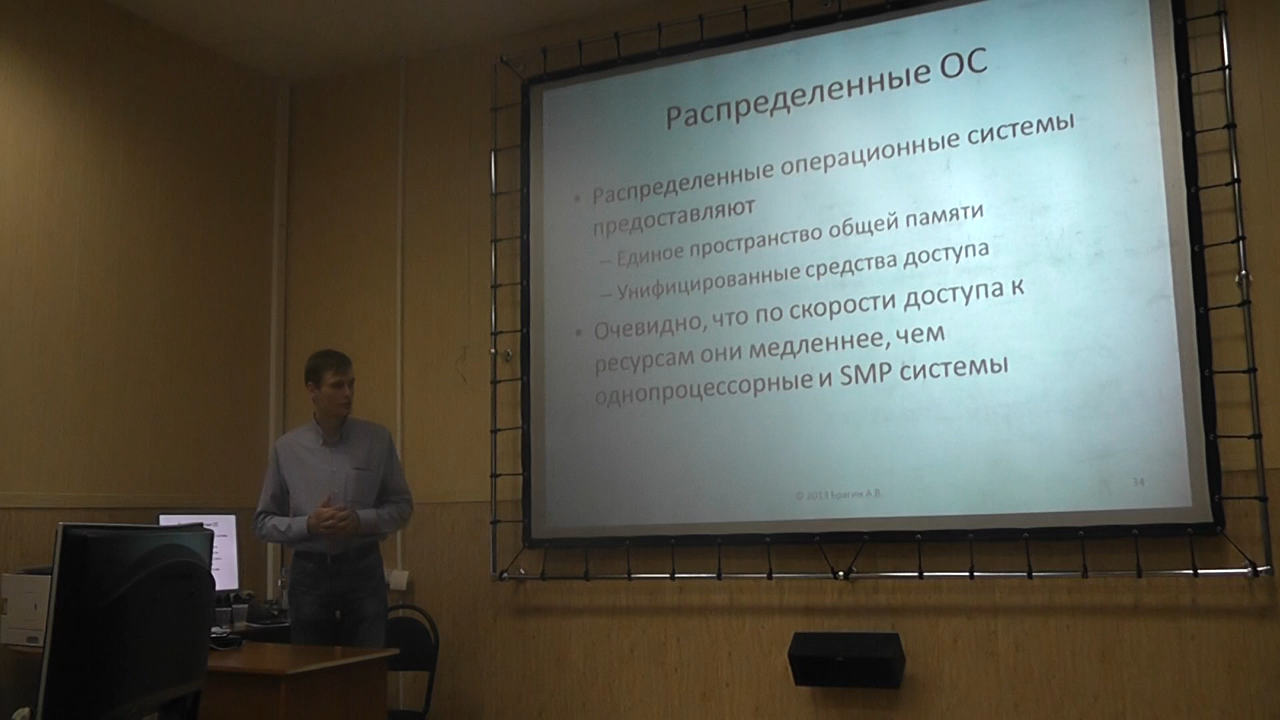 Распределенные ОС
• Распределенные операционные системы
предоставляют
– Единое пространство общей памяти
– Унифицированные средства доступа
• Очевидно, что по скорости доступа к
ресурсам они медленнее, чем
однопроцессорные и SMP системы
© 2013 Брагин А.В.
34